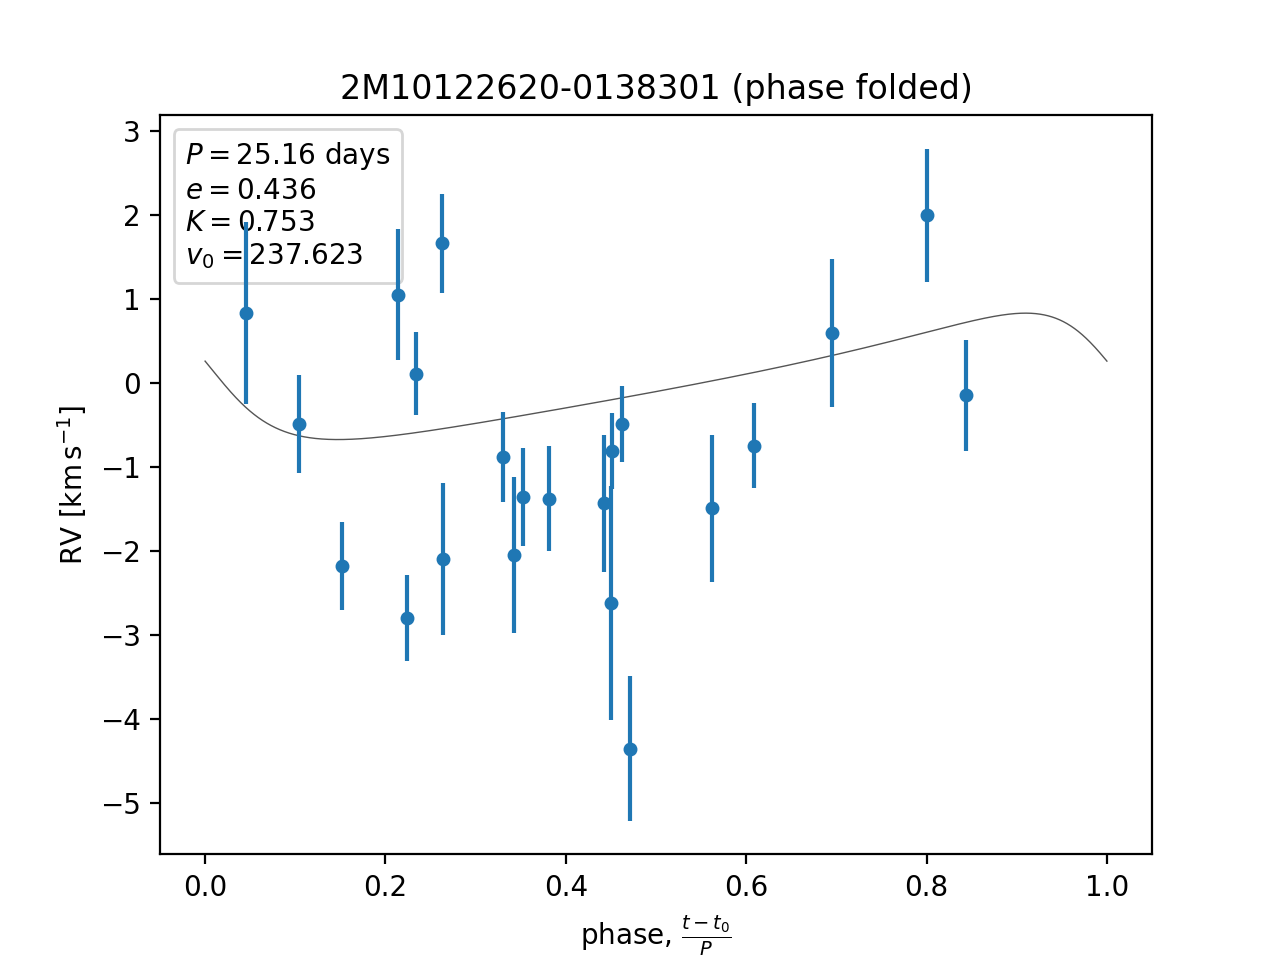 2M10122620-0138301 (phase folded)
P = 25.16 days
e = 0.436
K = 0.753
v₀ = 237.623
3
2
1
0
−1
−2
−3
−4
−5
RV [km s⁻¹]
0.0 0.2 0.4 0.6 0.8 1.0
phase, (t − t₀)/P